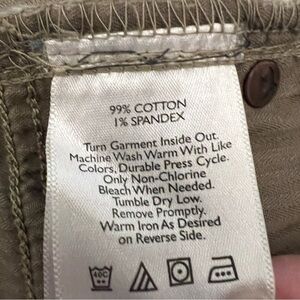 99% COTTON
1% SPANDEX
Turn Garment Inside Out.
Machine Wash Warm With Like
Colors, Durable Press Cycle.
Only Non-Chlorine
Bleach When Needed.
Tumble Dry Low.
Remove Promptly.
Warm Iron As Desired
on Reverse Side.
40C